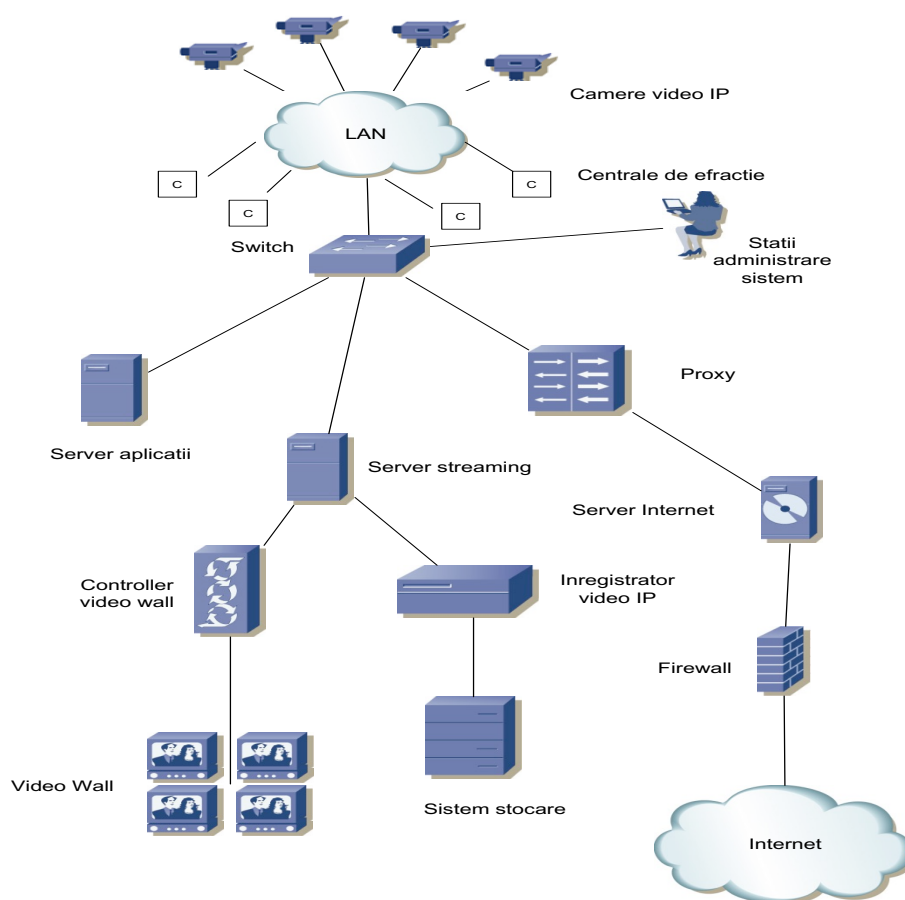 Camere video IP
LAN
C
C
C
C
Centrale de efractie
Switch
Statii
administrare
sistem
Proxy
Server aplicatii
Server streaming
Server Internet
Controller
video wall
Inregistrator
video IP
Firewall
Video Wall
Sistem stocare
Internet